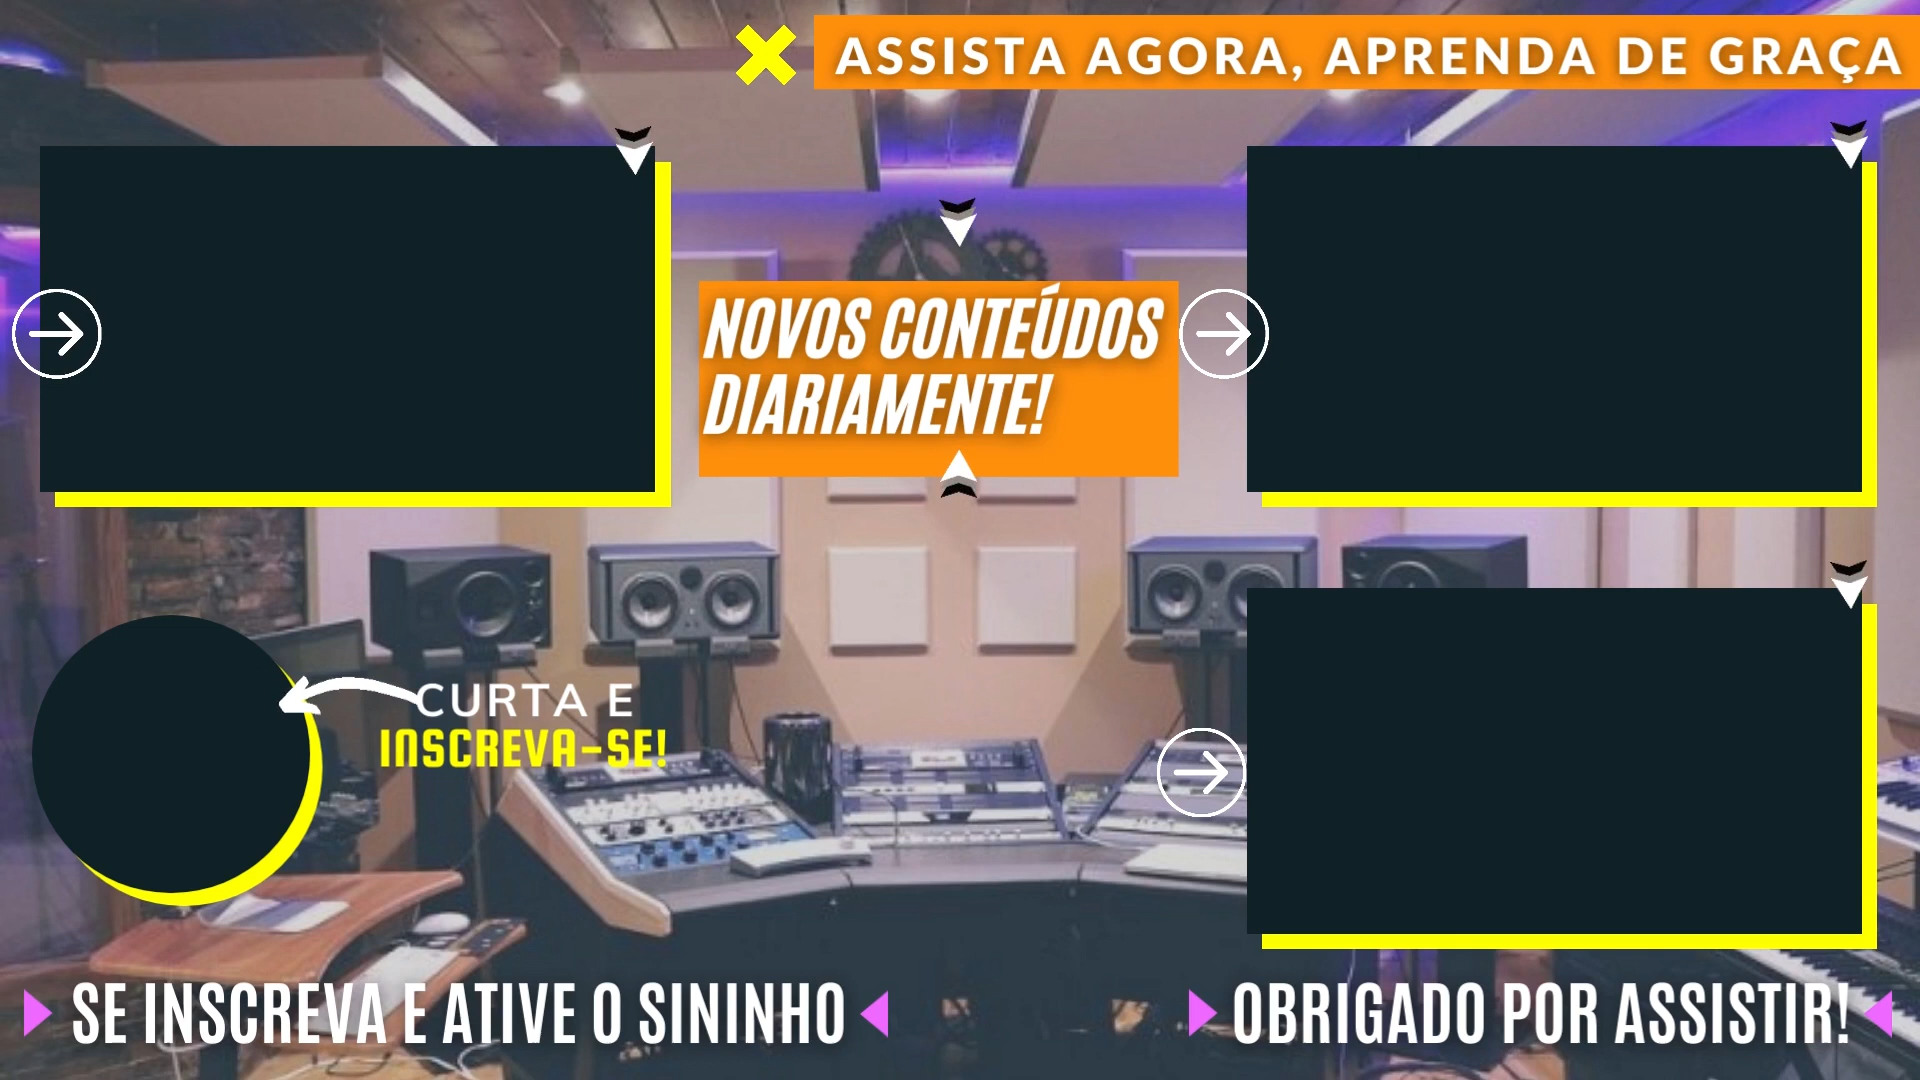 ASSISTA AGORA, APRENDA DE GRAÇA
NOVOS CONTEÚDOS
DIARIAMENTE!
CURTA E
INSCREVA-SE!
SE INSCREVA E ATIVE O SININHO
OBRIGADO POR ASSISTIR!